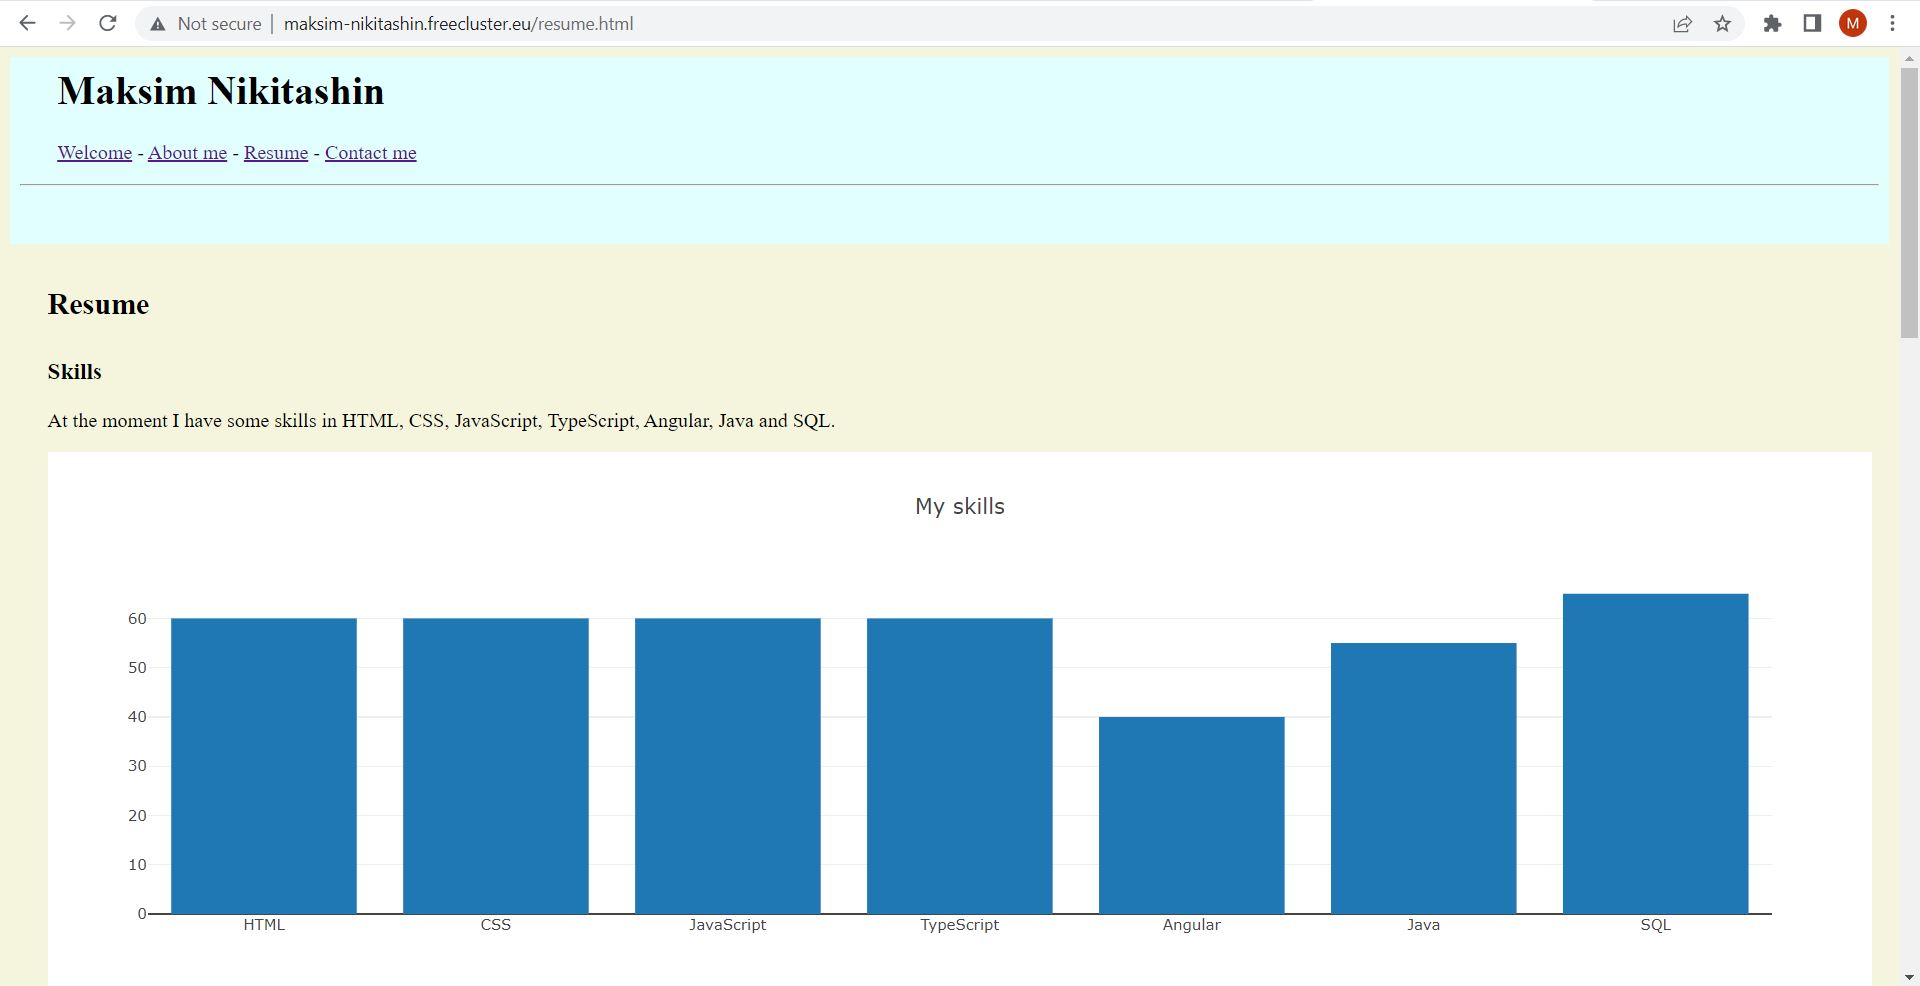 Not secure | maksim-nikitashin.freecluster.eu/resume.html
M
Maksim Nikitashin
Welcome - About me - Resume - Contact me
Resume
Skills
At the moment I have some skills in HTML, CSS, JavaScript, TypeScript, Angular, Java and SQL.
My skills
60
50
40
30
20
10
0
HTML CSS JavaScript TypeScript Angular Java SQL